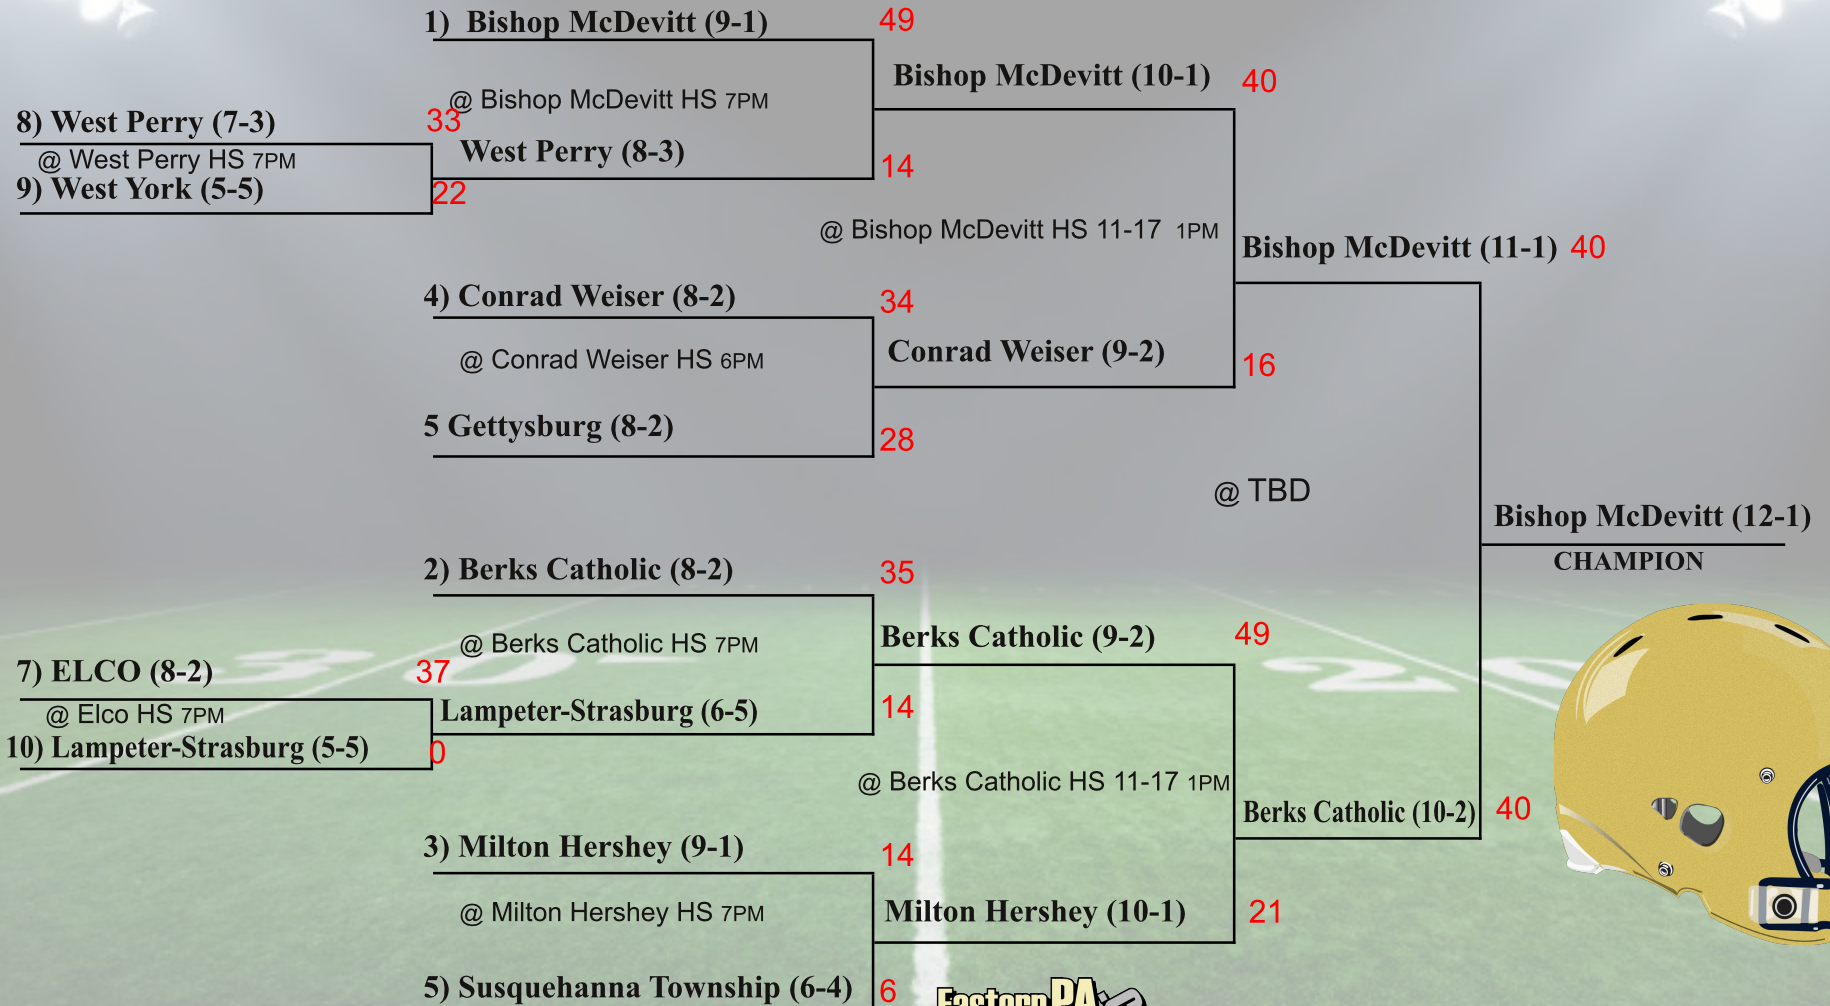 1) Bishop McDevitt (9-1) 49
Bishop McDevitt (10-1) 40
@ Bishop McDevitt HS 7PM
8) West Perry (7-3) 33
@ West Perry HS 7PM
West Perry (8-3) 14
9) West York (5-5) 22
@ Bishop McDevitt HS 11-17 1PM
Bishop McDevitt (11-1) 40
4) Conrad Weiser (8-2) 34
@ Conrad Weiser HS 6PM
Conrad Weiser (9-2) 16
5 Gettysburg (8-2) 28
@ TBD
Bishop McDevitt (12-1)
CHAMPION
2) Berks Catholic (8-2) 35
@ Berks Catholic HS 7PM
Berks Catholic (9-2) 49
7) ELCO (8-2) 37
@ Elco HS 7PM
Lampeter-Strasburg (6-5) 14
10) Lampeter-Strasburg (5-5) 0
@ Berks Catholic HS 11-17 1PM
Berks Catholic (10-2) 40
3) Milton Hershey (9-1) 14
@ Milton Hershey HS 7PM
Milton Hershey (10-1) 21
5) Susquehanna Township (6-4) 6
Eastern PA
3 0
2 0